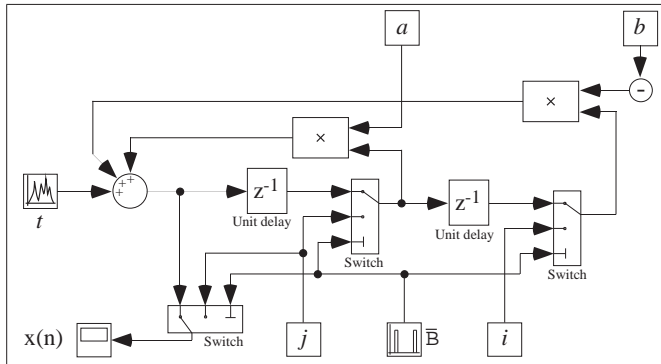 a
b
-
×
×
+
+
+
t
z-1
Unit delay
z-1
Unit delay
Switch
Switch
x(n)
Switch
j
B̅
i